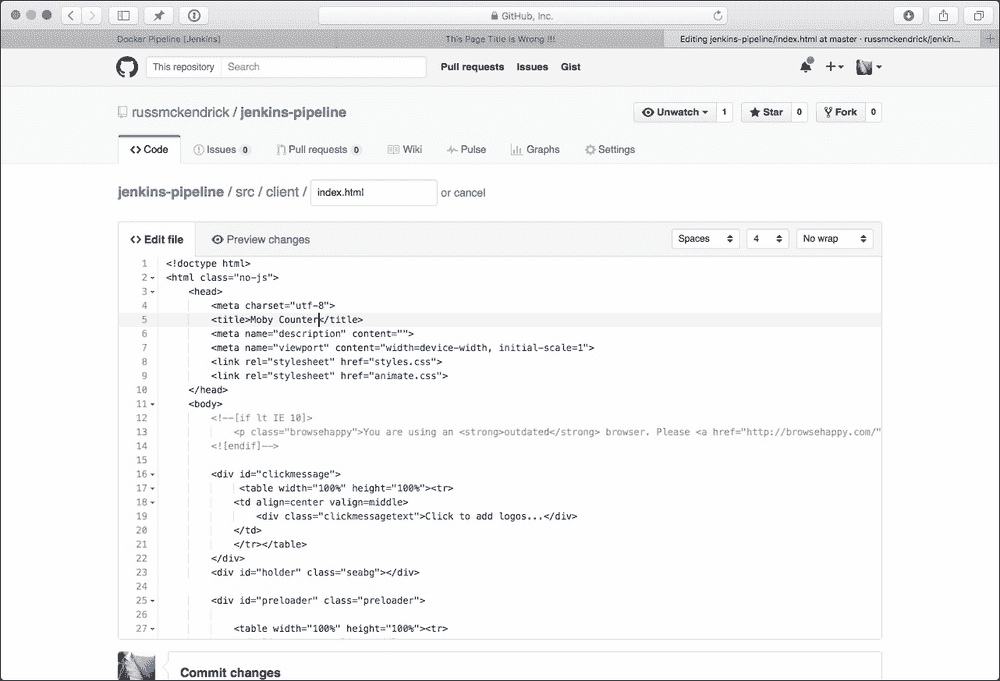 GitHub, Inc.
Docker Pipeline [Jenkins] This Page Title Is Wrong !!! Editing jenkins-pipeline/index.html at master · russmckendrick/jenkin...
This repository Search Pull requests Issues Gist
russmckendrick / jenkins-pipeline Unwatch 1 Star 0 Fork 0
Code Issues 0 Pull requests 0 Wiki Pulse Graphs Settings
jenkins-pipeline / src / client / index.html or cancel
<> Edit file Preview changes Spaces 4 No wrap
1 <!doctype html>
2 <html class="no-js">
3 <head>
4 <meta charset="utf-8">
5 <title>Moby Counter</title>
6 <meta name="description" content="">
7 <meta name="viewport" content="width=device-width, initial-scale=1">
8 <link rel="stylesheet" href="styles.css">
9 <link rel="stylesheet" href="animate.css">
10 </head>
11 <body>
12 <!--[if lt IE 10]>
13 <p class="browsehappy">You are using an <strong>outdated</strong> browser. Please <a href="http://browsehappy.com/"
14 <![endif]-->
15
16 <div id="clickmessage">
17 <table width="100%" height="100%"><tr>
18 <td align=center valign=middle>
19 <div class="clickmessagetext">Click to add logos...</div>
20 </td>
21 </tr></table>
22 </div>
23 <div id="holder" class="seabg"></div>
24
25 <div id="preloader" class="preloader">
26
27 <table width="100%" height="100%"><tr>
Commit changes